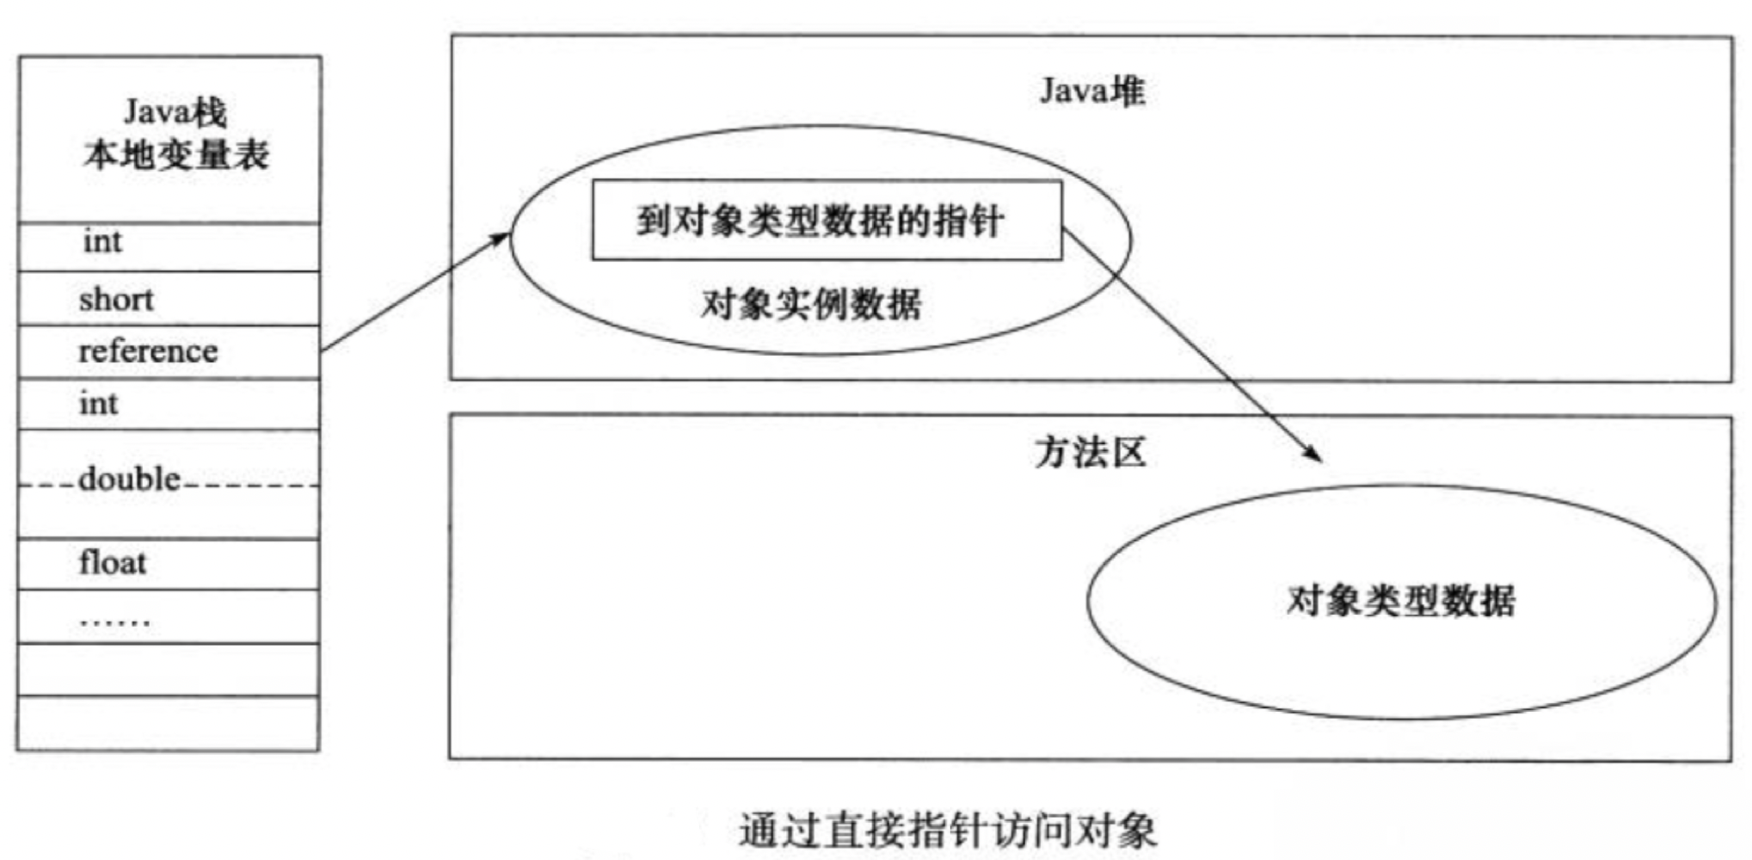 Java栈
本地变量表
int
short
reference
int
double
float
......
Java堆
到对象类型数据的指针
对象实例数据
方法区
对象类型数据
通过直接指针访问对象